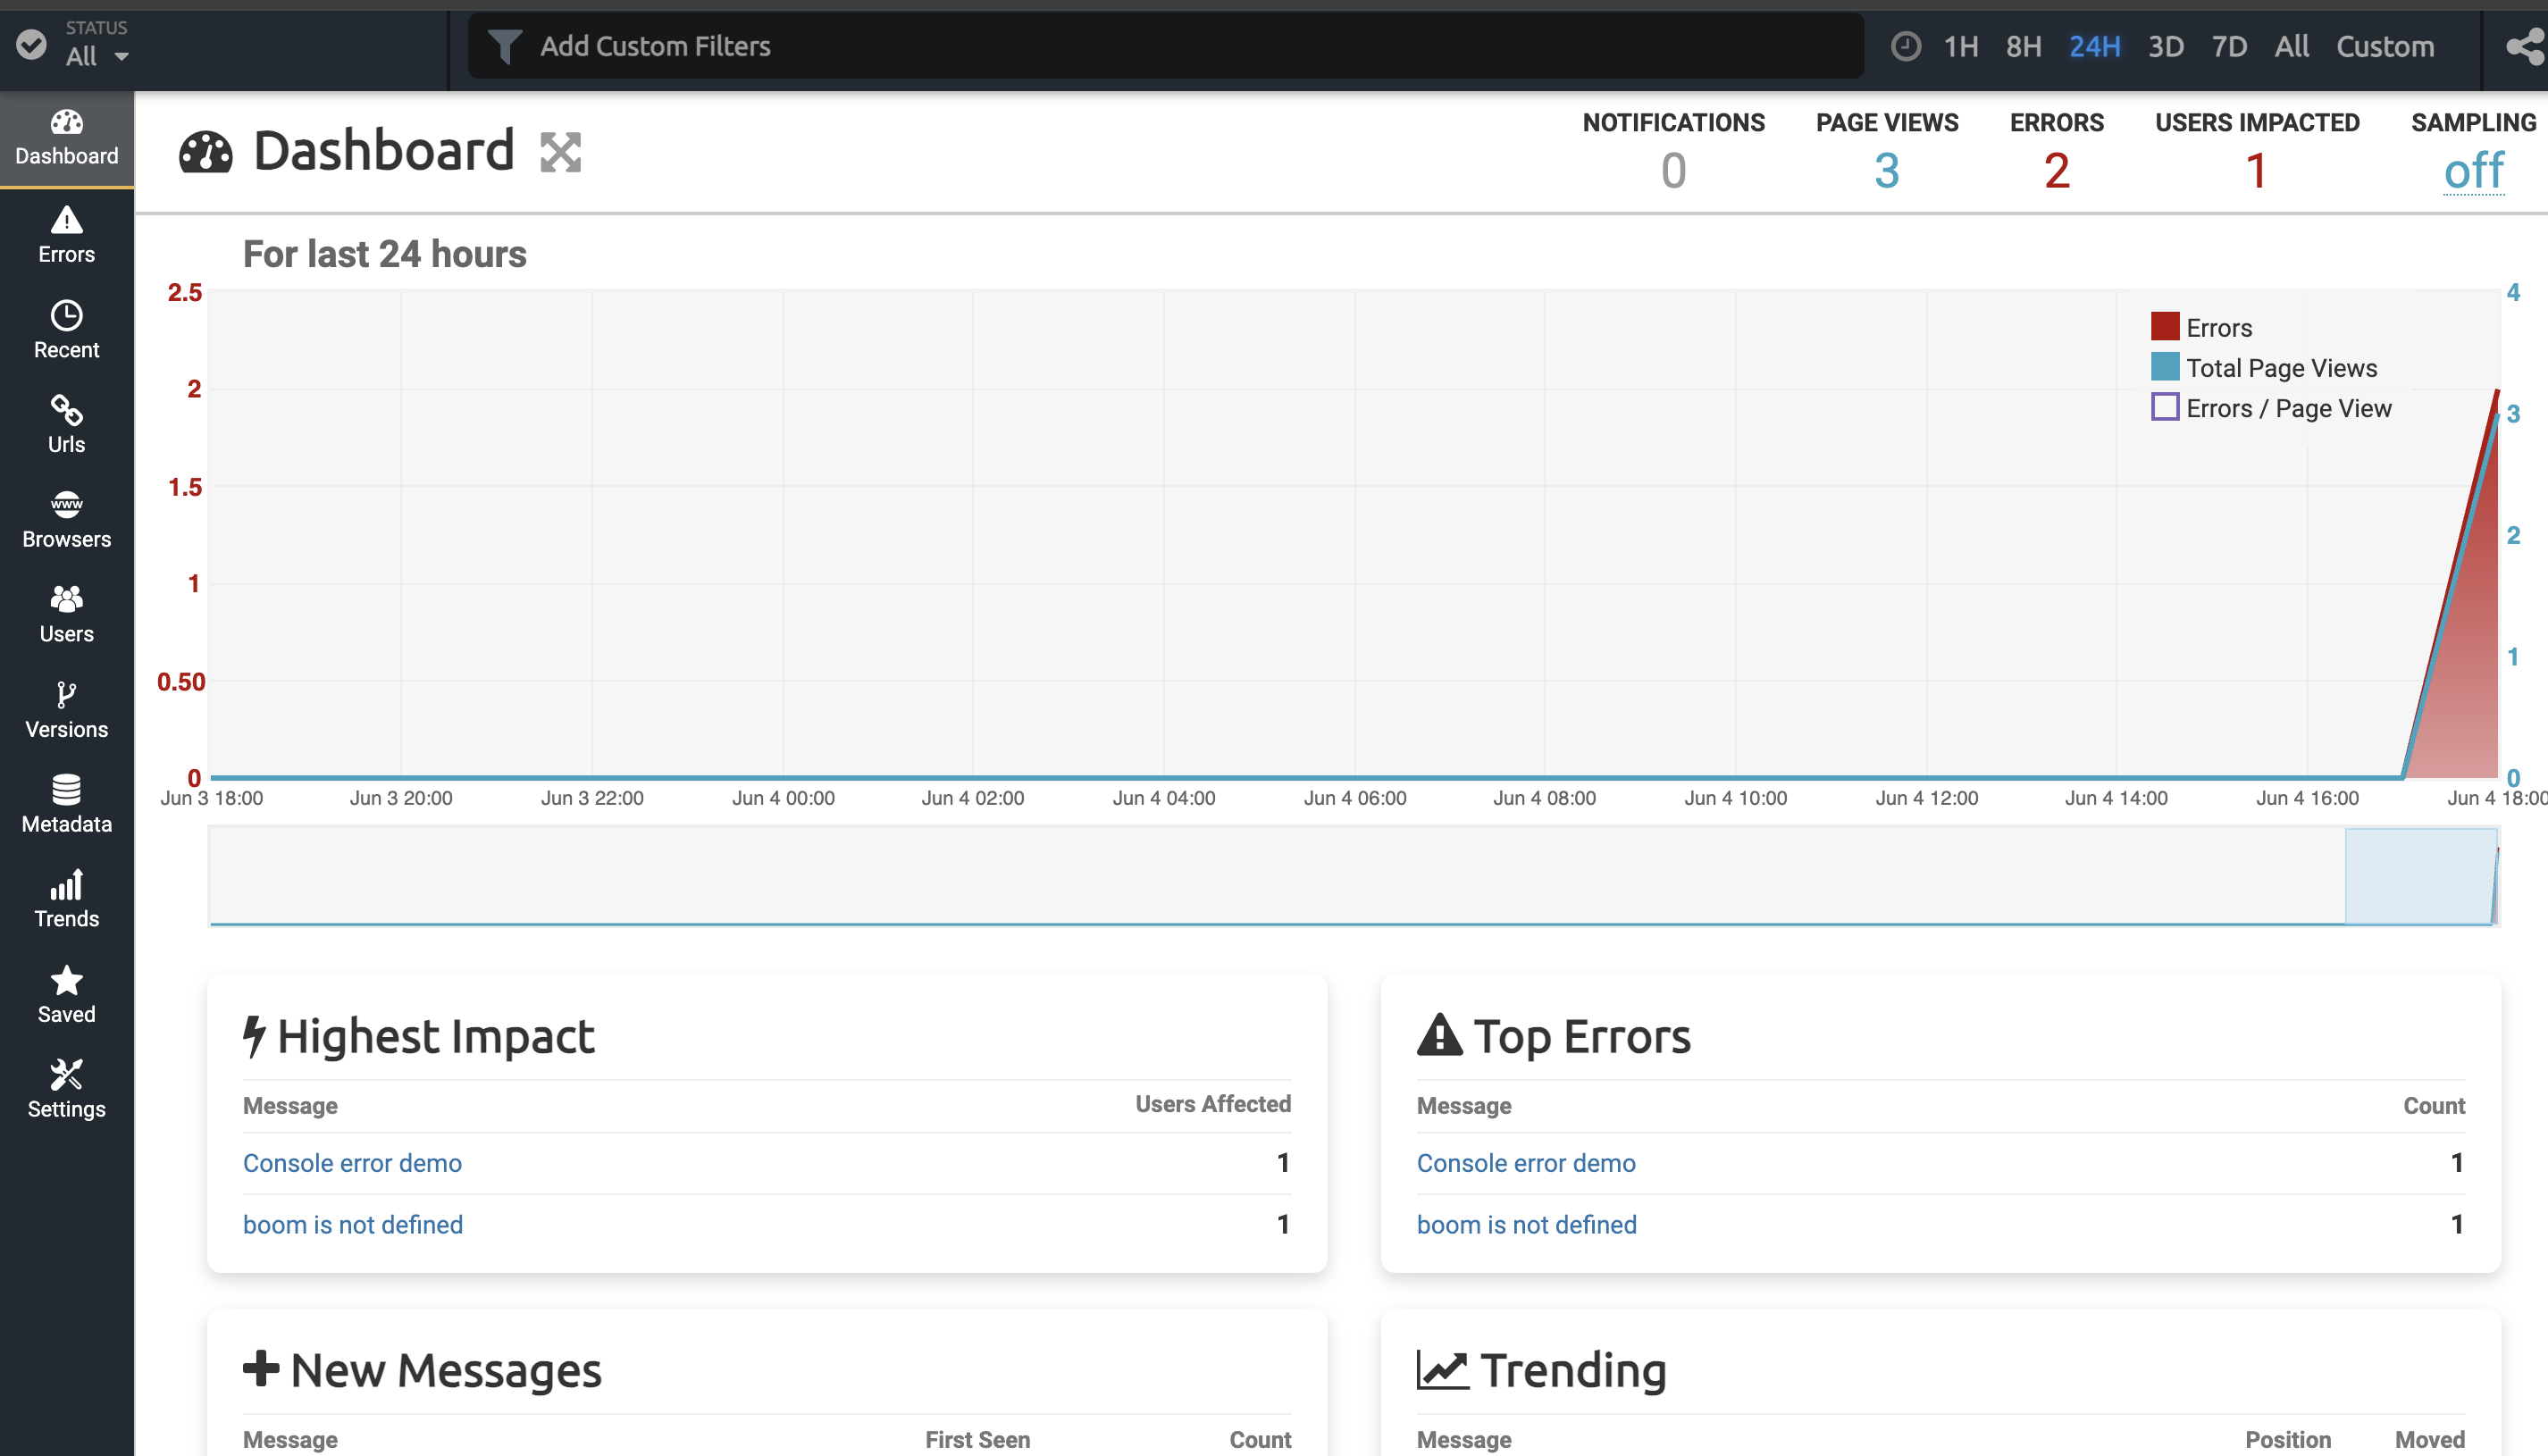 STATUS
All
Add Custom Filters
1H 8H 24H 3D 7D All Custom
Dashboard
Errors
Recent
Urls
www
Browsers
Users
Versions
Metadata
Trends
Saved
Settings
Dashboard
NOTIFICATIONS PAGE VIEWS ERRORS USERS IMPACTED SAMPLING
0 3 2 1 off
For last 24 hours
2.5
2
1.5
1
0.50
0
4
3
2
1
0
Errors
Total Page Views
Errors / Page View
Jun 3 18:00 Jun 3 20:00 Jun 3 22:00 Jun 4 00:00 Jun 4 02:00 Jun 4 04:00 Jun 4 06:00 Jun 4 08:00 Jun 4 10:00 Jun 4 12:00 Jun 4 14:00 Jun 4 16:00 Jun 4 18:00
Highest Impact
Message Users Affected
Console error demo 1
boom is not defined 1
Top Errors
Message Count
Console error demo 1
boom is not defined 1
New Messages
Message First Seen Count
Trending
Message Position Moved